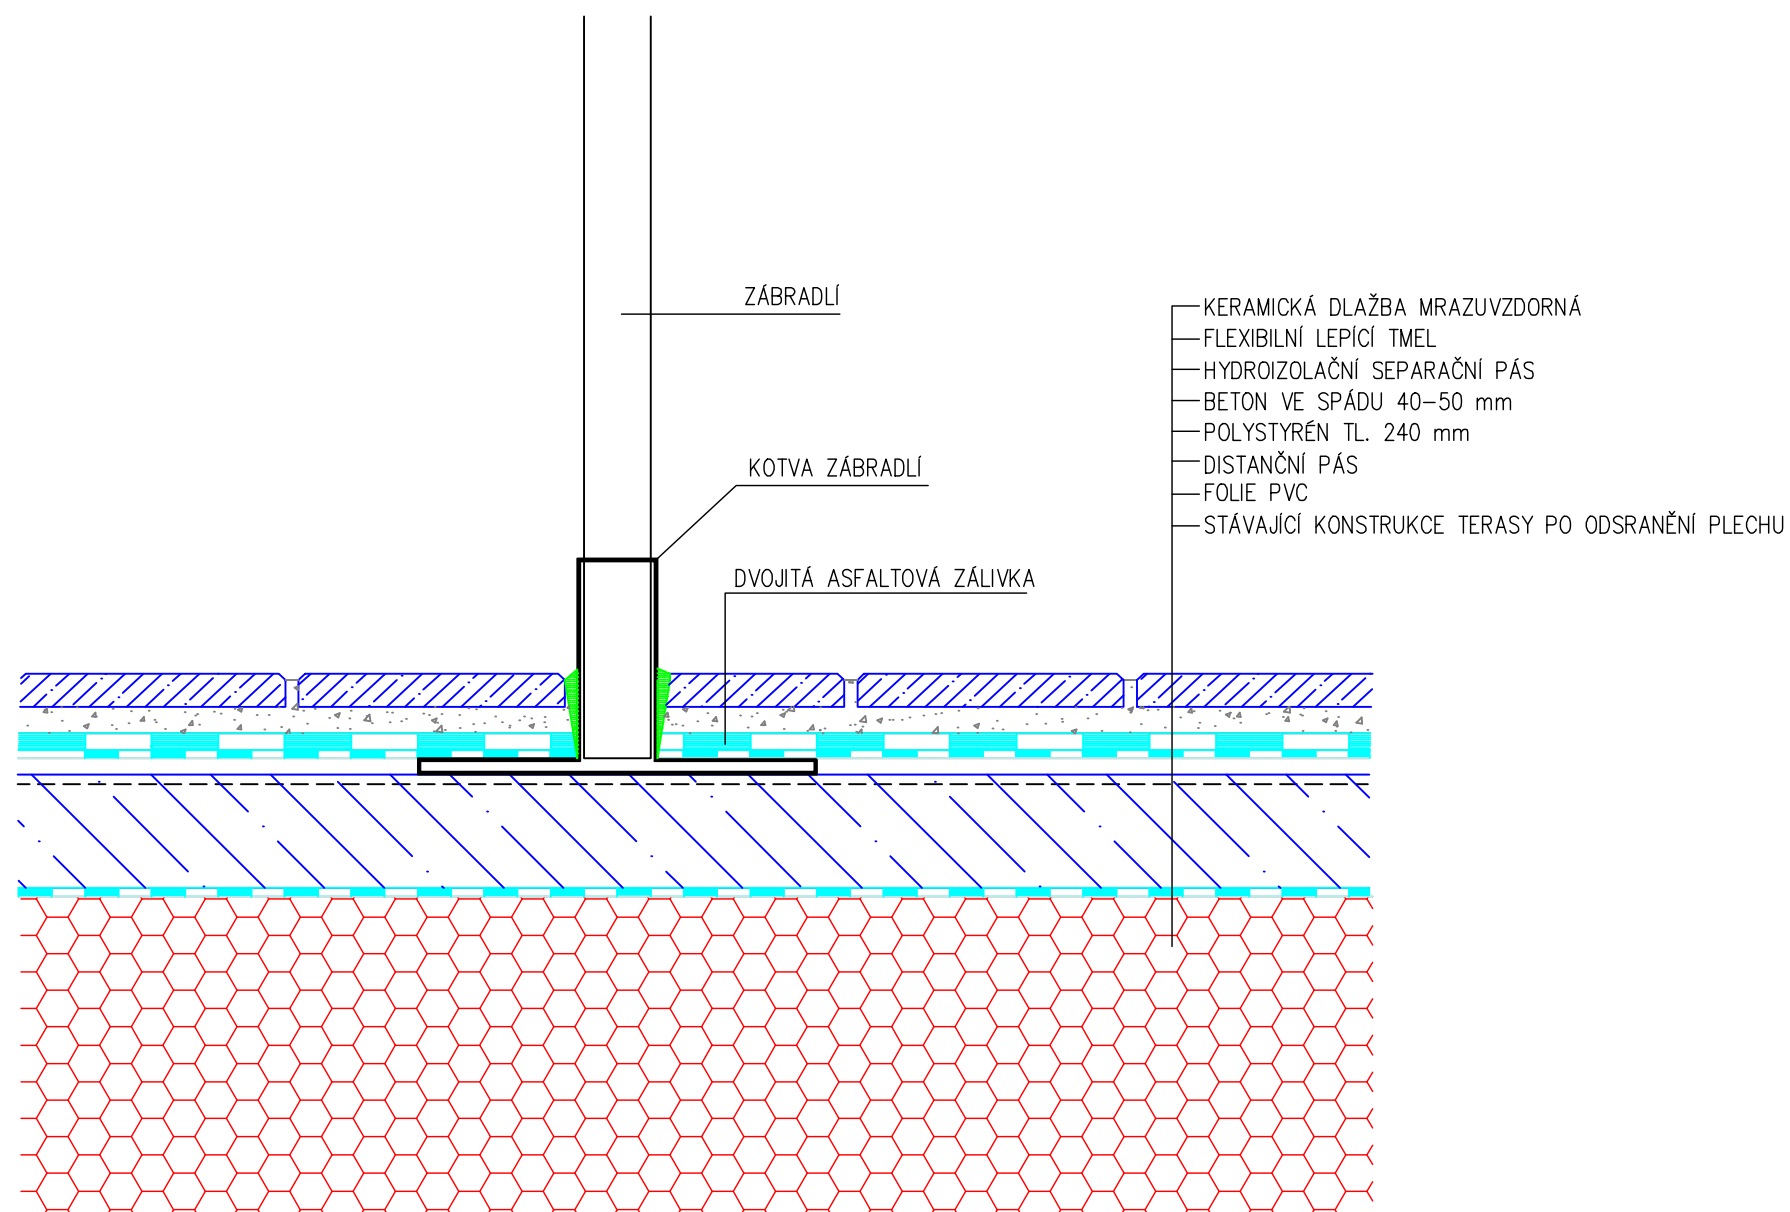 ZÁBRADLÍ
KERAMICKÁ DLAŽBA MRAZUVZDORNÁ
FLEXIBILNÍ LEPÍCÍ TMEL
HYDROIZOLAČNÍ SEPARAČNÍ PÁS
BETON VE SPÁDU 40-50 mm
POLYSTYRÉN TL. 240 mm
DISTANČNÍ PÁS
FOLIE PVC
STÁVAJÍCÍ KONSTRUKCE TERASY PO ODSRANĚNÍ PLECHU
KOTVA ZÁBRADLÍ
DVOJITÁ ASFALTOVÁ ZÁLIVKA